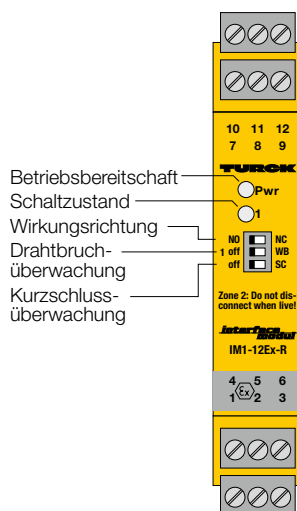 10 11 12
7 8 9
TURCK
Betriebsbereitschaft
Pwr
Schaltzustand
1
Wirkungsrichtung
NO NC
Drahtbruch-
überwachung
1 off WB
Kurzschluss-
überwachung
off SC
Zone 2: Do not dis-
connect when live!
interface
modul
IM1-12Ex-R
4 5 6
Ex
1 2 3